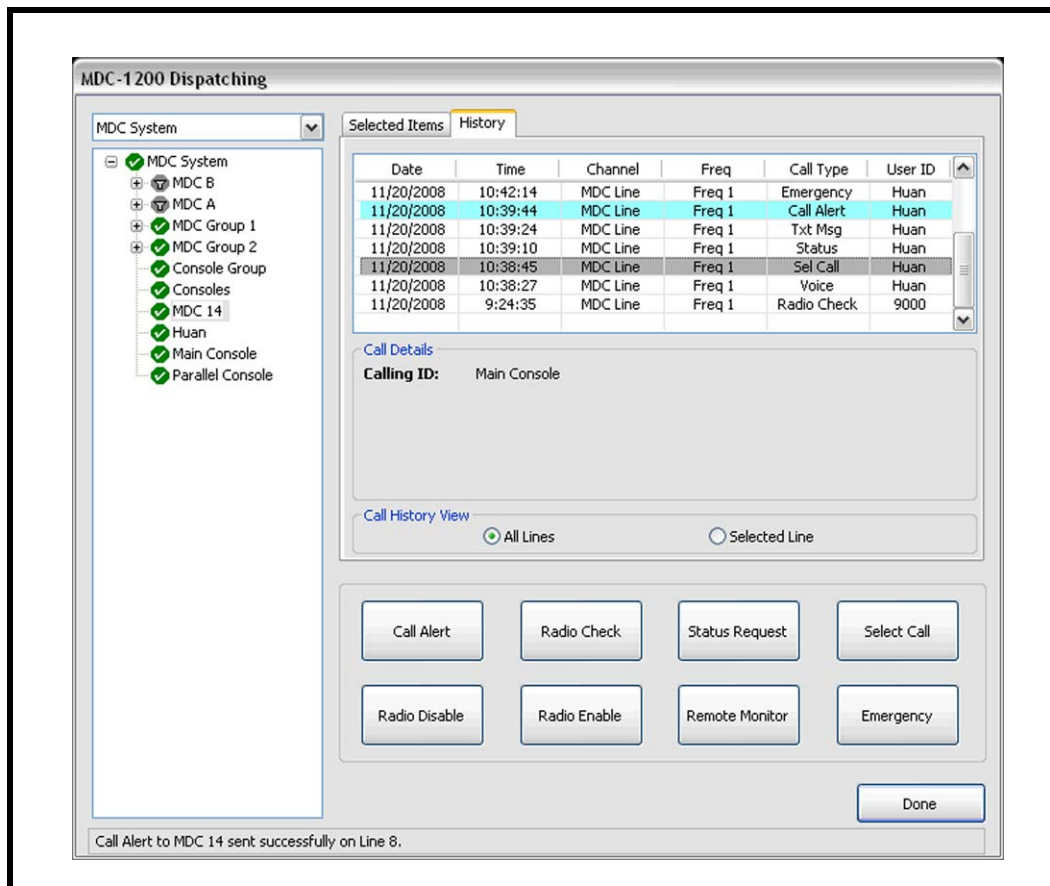 MDC-1200 Dispatching
MDC System
MDC System
MDC B
MDC A
MDC Group 1
MDC Group 2
Console Group
Consoles
MDC 14
Huan
Main Console
Parallel Console
Selected Items History
Date Time Channel Freq Call Type User ID
11/20/2008 10:42:14 MDC Line Freq 1 Emergency Huan
11/20/2008 10:39:44 MDC Line Freq 1 Call Alert Huan
11/20/2008 10:39:24 MDC Line Freq 1 Txt Msg Huan
11/20/2008 10:39:10 MDC Line Freq 1 Status Huan
11/20/2008 10:38:45 MDC Line Freq 1 Sel Call Huan
11/20/2008 10:38:27 MDC Line Freq 1 Voice Huan
11/20/2008 9:24:35 MDC Line Freq 1 Radio Check 9000
Call Details
Calling ID: Main Console
Call History View
All Lines Selected Line
Call Alert Radio Check Status Request Select Call
Radio Disable Radio Enable Remote Monitor Emergency
Done
Call Alert to MDC 14 sent successfully on Line 8.